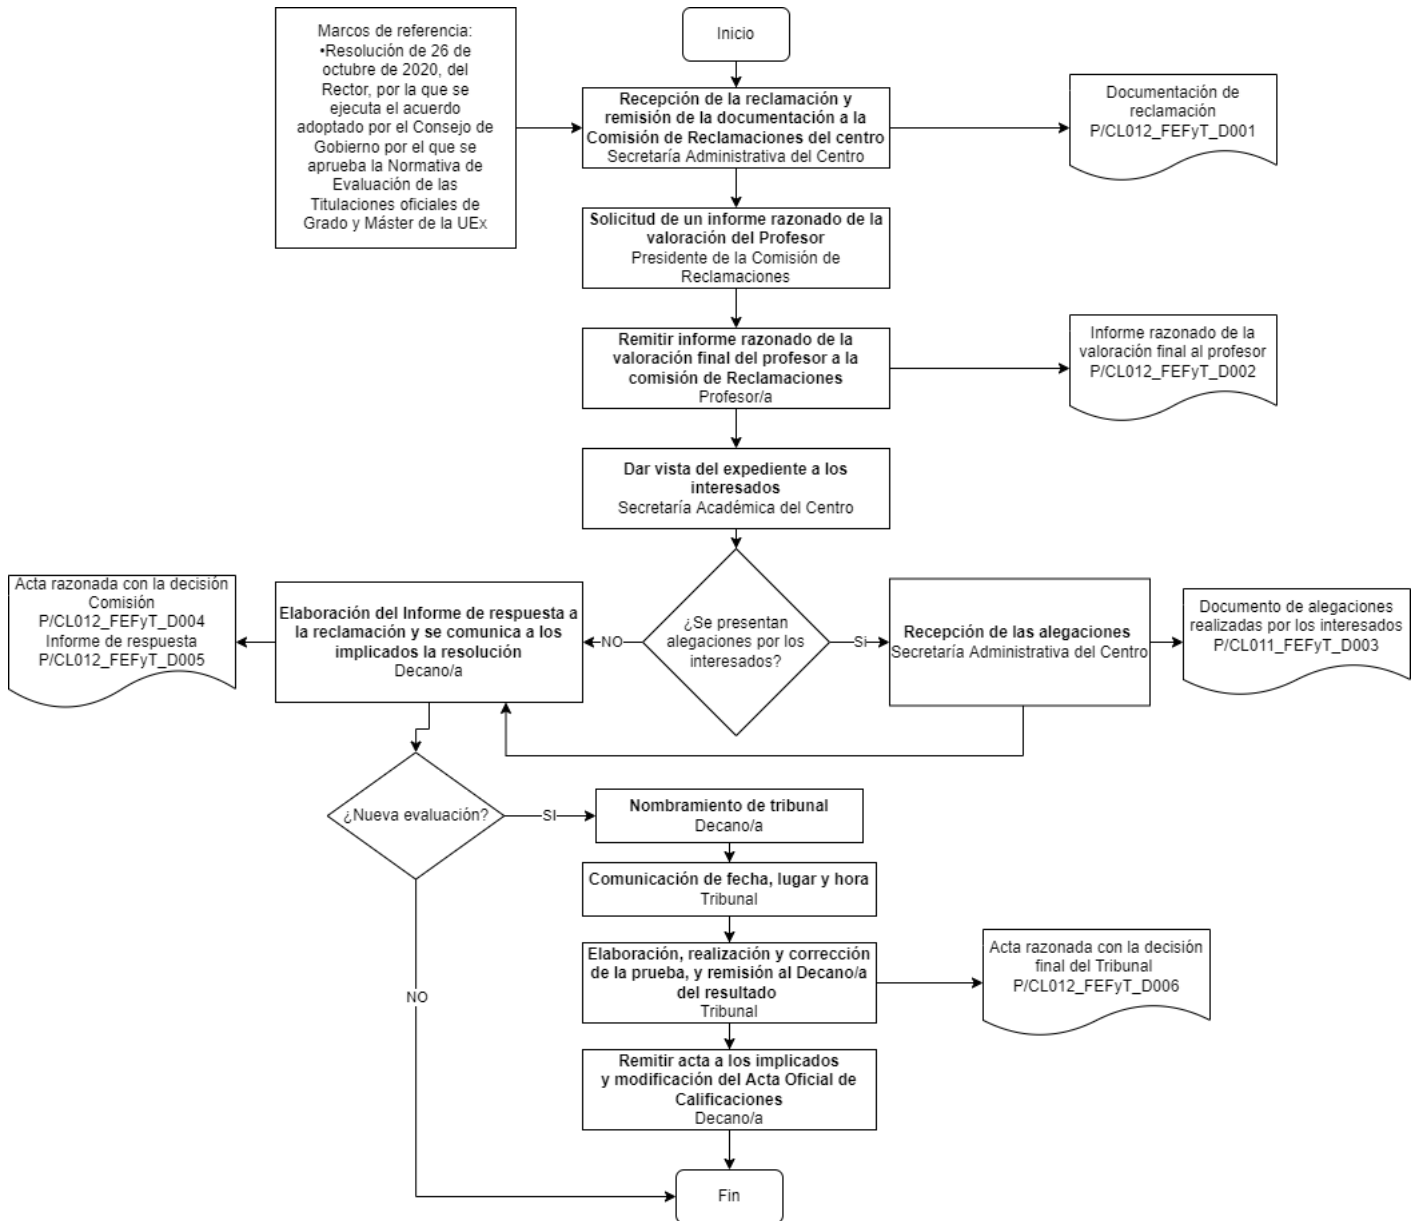 Marcos de referencia:
•Resolución de 26 de
octubre de 2020, del
Rector, por la que se
ejecuta el acuerdo
adoptado por el Consejo de
Gobierno por el que se
aprueba la Normativa de
Evaluación de las
Titulaciones oficiales de
Grado y Máster de la UEx
Inicio
Recepción de la reclamación y
remisión de la documentación a la
Comisión de Reclamaciones del centro
Secretaría Administrativa del Centro
Documentación de
reclamación
P/CL012_FEFyT_D001
Solicitud de un informe razonado de la
valoración del Profesor
Presidente de la Comisión de
Reclamaciones
Remitir informe razonado de la
valoración final del profesor a la
comisión de Reclamaciones
Profesor/a
Informe razonado de la
valoración final al profesor
P/CL012_FEFyT_D002
Dar vista del expediente a los
interesados
Secretaría Académica del Centro
Acta razonada con la decisión
Comisión
P/CL012_FEFyT_D004
Informe de respuesta
P/CL012_FEFyT_D005
Elaboración del Informe de respuesta a
la reclamación y se comunica a los
implicados la resolución
Decano/a
NO
¿Se presentan
alegaciones por los
interesados?
Si
Recepción de las alegaciones
Secretaría Administrativa del Centro
Documento de alegaciones
realizadas por los interesados
P/CL011_FEFyT_D003
¿Nueva evaluación?
SI
Nombramiento de tribunal
Decano/a
Comunicación de fecha, lugar y hora
Tribunal
Elaboración, realización y corrección
de la prueba, y remisión al Decano/a
del resultado
Tribunal
Acta razonada con la decisión
final del Tribunal
P/CL012_FEFyT_D006
NO
Remitir acta a los implicados
y modificación del Acta Oficial de
Calificaciones
Decano/a
Fin